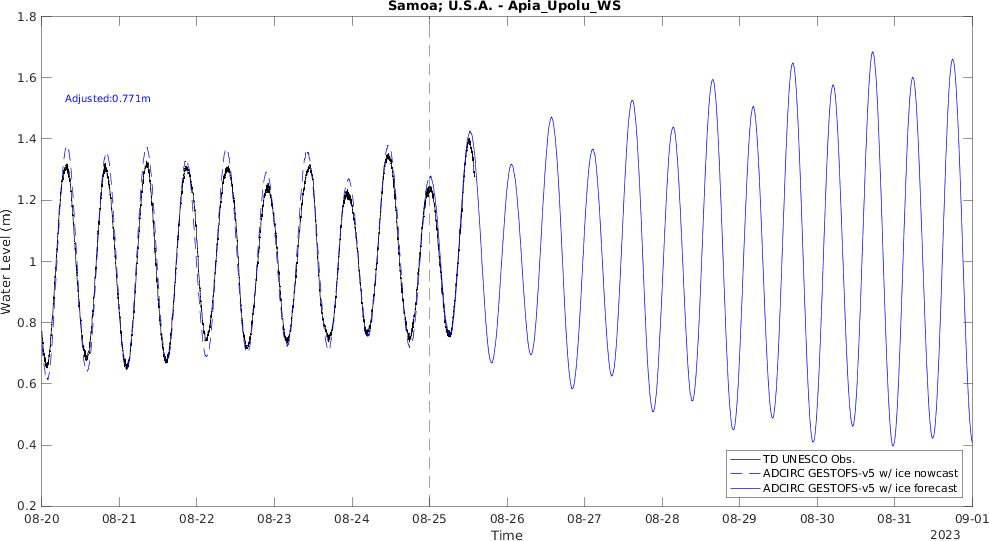 Samoa; U.S.A. - Apia_Upolu_WS
1.8
1.6
1.4
1.2
1
0.8
0.6
0.4
0.2
Water Level (m)
Adjusted:0.771m
TD UNESCO Obs.
ADCIRC GESTOFS-v5 w/ ice nowcast
ADCIRC GESTOFS-v5 w/ ice forecast
08-20 08-21 08-22 08-23 08-24 08-25 08-26 08-27 08-28 08-29 08-30 08-31 09-01
Time
2023